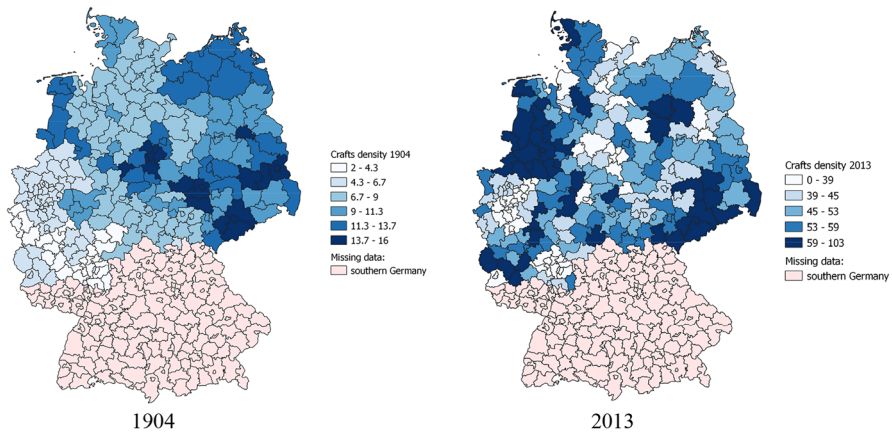 Crafts density 1904
2 - 4.3
4.3 - 6.7
6.7 - 9
9 - 11.3
11.3 - 13.7
13.7 - 16
Missing data:
southern Germany
1904
Crafts density 2013
0 - 39
39 - 45
45 - 53
53 - 59
59 - 103
Missing data:
southern Germany
2013